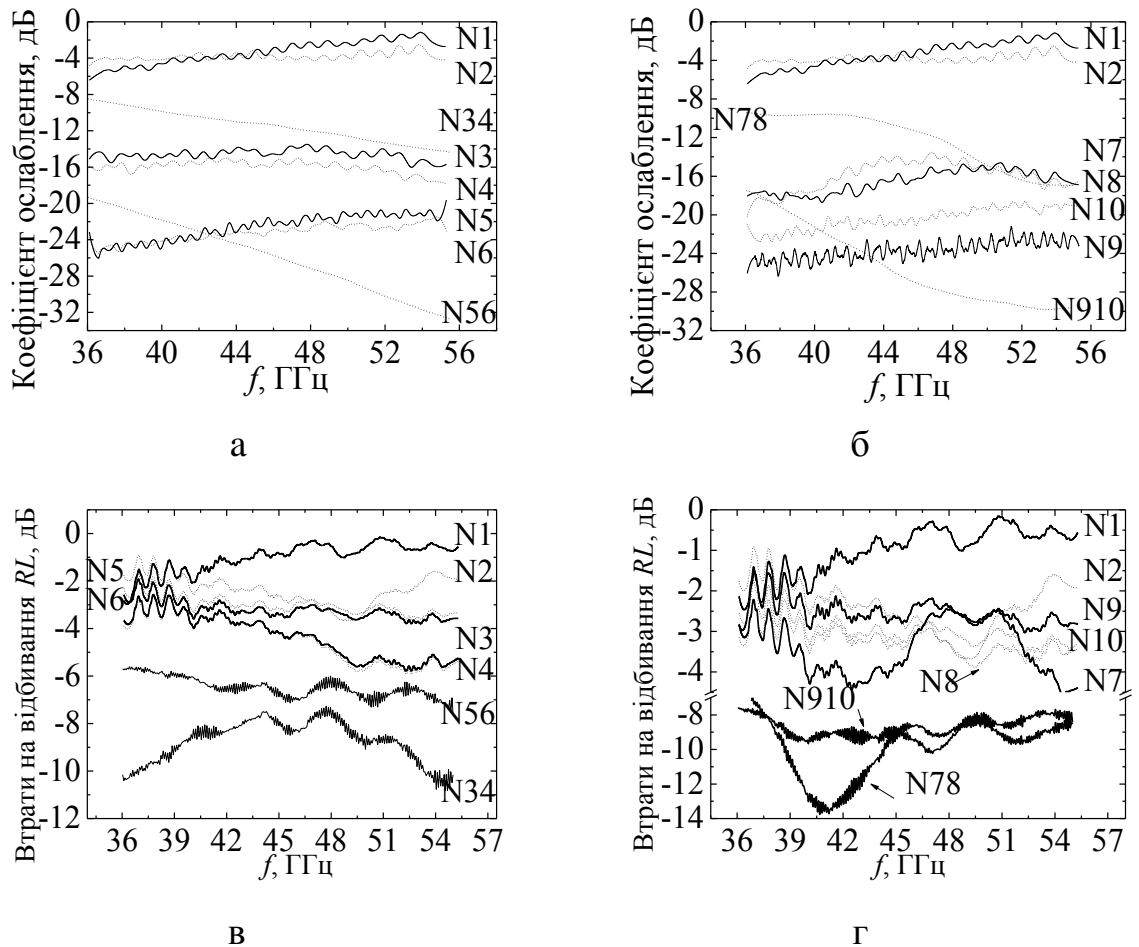 Коефіцієнт ослаблення, дБ
0
-4
-8
-12
-16
-20
-24
-28
-32
N1
N2
N34
N3
N4
N5
N6
N56
36 40 44 48 52 56
f, ГГц
а
Коефіцієнт ослаблення, дБ
0
-4
-8
-12
-16
-20
-24
-28
-32
N1
N2
N78
N7
N8
N10
N9
N910
36 40 44 48 52 56
f, ГГц
б
Втрати на відбивання RL, дБ
0
-2
-4
-6
-8
-10
-12
N1
N5
N2
N6
N3
N4
N56
N34
36 39 42 45 48 51 54 57
f, ГГц
в
Втрати на відбивання RL, дБ
0
-1
-2
-3
-4
-8
-10
-12
-14
N1
N2
N9
N10
N8
N7
N910
N78
36 39 42 45 48 51 54 57
f, ГГц
г